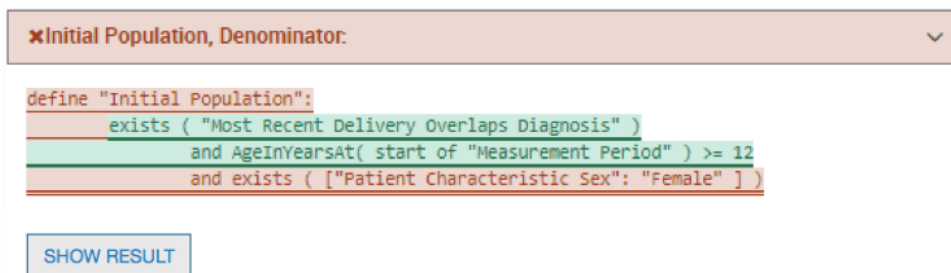 ✖Initial Population, Denominator:
define "Initial Population":
exists ( "Most Recent Delivery Overlaps Diagnosis" )
and AgeInYearsAt( start of "Measurement Period" ) >= 12
and exists ( ["Patient Characteristic Sex": "Female" ] )
SHOW RESULT